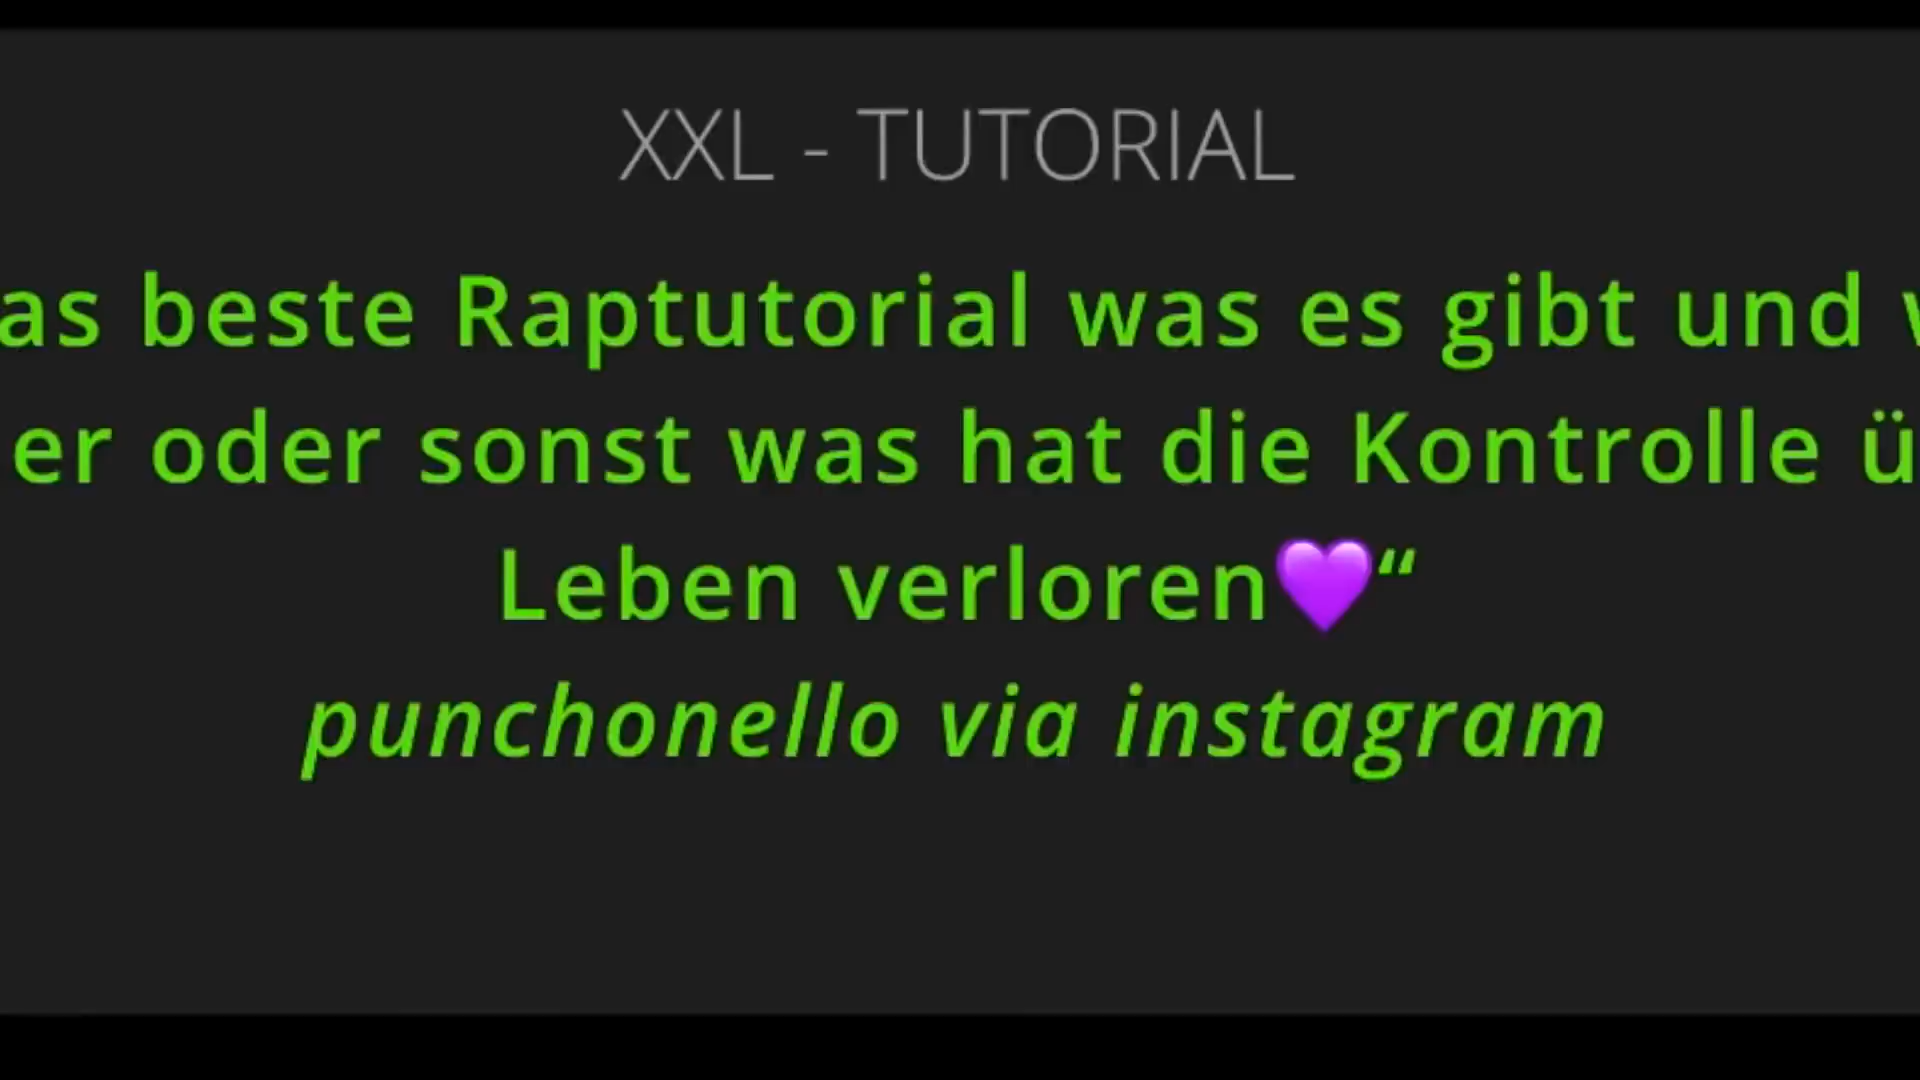 XXL - TUTORIAL
as beste Raptutorial was es gibt und
er oder sonst was hat die Kontrolle
Leben verloren💜“
punchonello via instagram